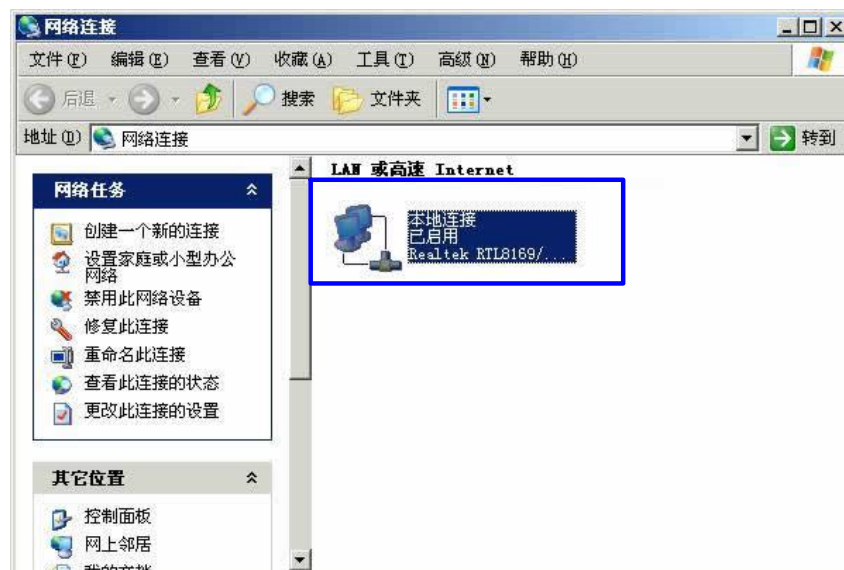 网络连接
文件(F) 编辑(E) 查看(V) 收藏(A) 工具(T) 高级(N) 帮助(H)
后退 搜索 文件夹
地址(D) 网络连接 转到
网络任务
创建一个新的连接
设置家庭或小型办公
网络
禁用此网络设备
修复此连接
重命名此连接
查看此连接的状态
更改此连接的设置
其它位置
控制面板
网上邻居
我的文档
LAN 或高速 Internet
本地连接
已启用
Realtek RTL8169/...